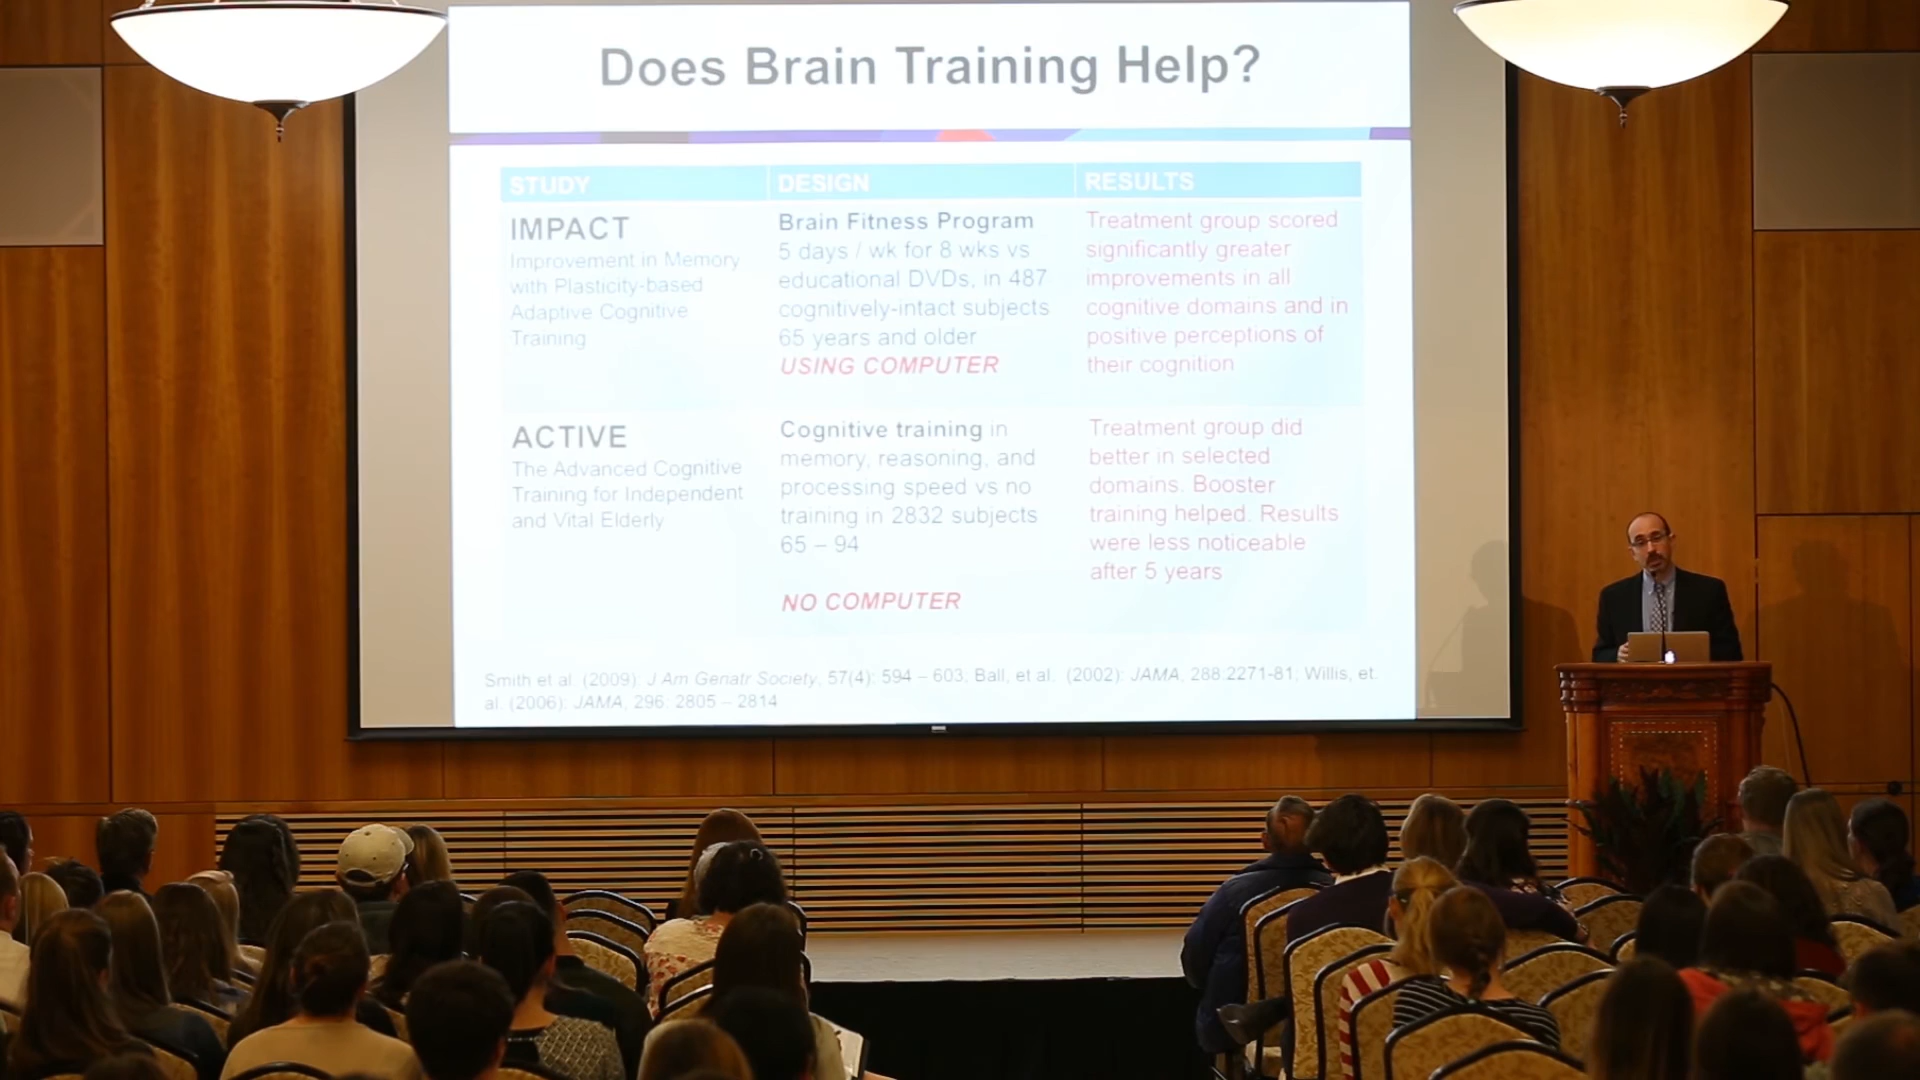 Does Brain Training Help?
STUDY
DESIGN
RESULTS
IMPACT
Improvement in Memory
with Plasticity-based
Adaptive Cognitive
Training
Brain Fitness Program
5 days / wk for 8 wks vs
educational DVDs, in 487
cognitively-intact subjects
65 years and older
USING COMPUTER
Treatment group scored
significantly greater
improvements in all
cognitive domains and in
positive perceptions of
their cognition
ACTIVE
The Advanced Cognitive
Training for Independent
and Vital Elderly
Cognitive training in
memory, reasoning, and
processing speed vs no
training in 2832 subjects
65 – 94
NO COMPUTER
Treatment group did
better in selected
domains. Booster
training helped. Results
were less noticeable
after 5 years
Smith et al. (2009). J Am Geriatr Society, 57(4): 594 – 603; Ball, et al. (2002): JAMA, 288:2271-81; Willis, et.
al. (2006): JAMA, 296: 2805 – 2814